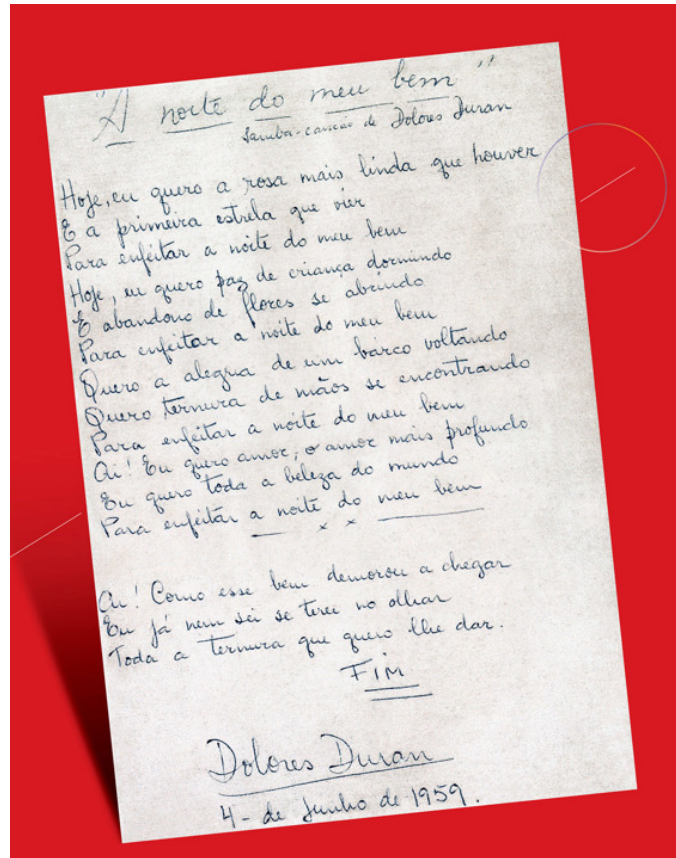 "A noite do meu bem"
Samba-canção de Dolores Duran
Hoje, eu quero a rosa mais linda que houver
E a primeira estrela que vier
Para enfeitar a noite do meu bem
Hoje, eu quero paz de criança dormindo
E abandono de flores se abrindo
Para enfeitar a noite do meu bem
Quero a alegria de um barco voltando
Quero ternura de mãos se encontrando
Para enfeitar a noite do meu bem
Ai! Eu quero amor, o amor mais profundo
Eu quero toda a beleza do mundo
Para enfeitar a noite do meu bem
Ai! Como esse bem demorou a chegar
Eu já nem sei se terei no olhar
Toda a ternura que quero lhe dar.
FIM
Dolores Duran
4 - de Junho de 1959.